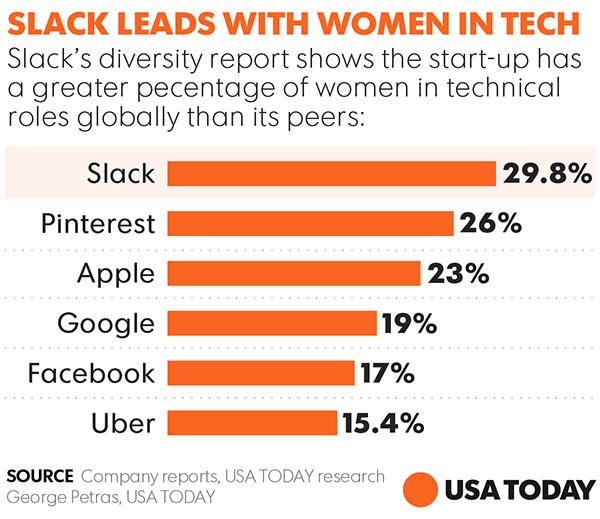 SLACK LEADS WITH WOMEN IN TECH
Slack's diversity report shows the start-up has
a greater pecentage of women in technical
roles globally than its peers:
Slack 29.8%
Pinterest 26%
Apple 23%
Google 19%
Facebook 17%
Uber 15.4%
SOURCE Company reports, USA TODAY research
George Petras, USA TODAY
USA TODAY